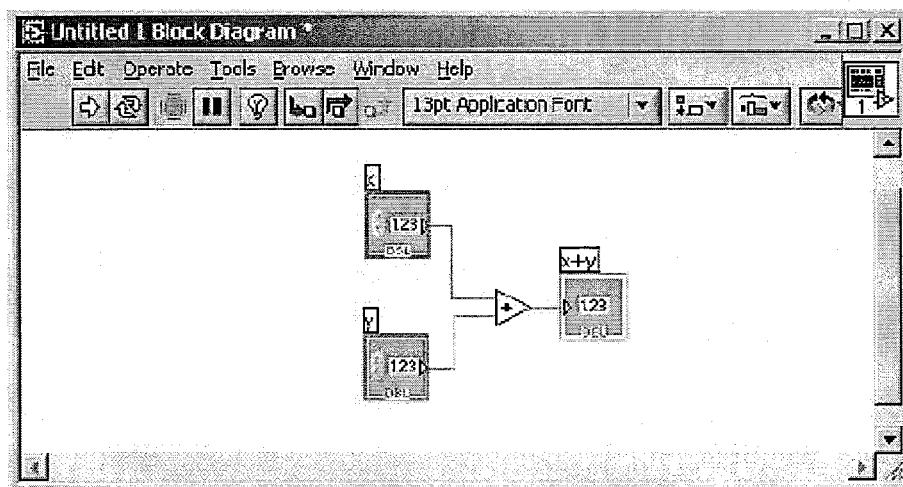 Untitled 1 Block Diagram *
File Edit Operate Tools Browse Window Help
13pt Application Font
1
x
123
DBL
x+y
123
DBL
y
123
DBL